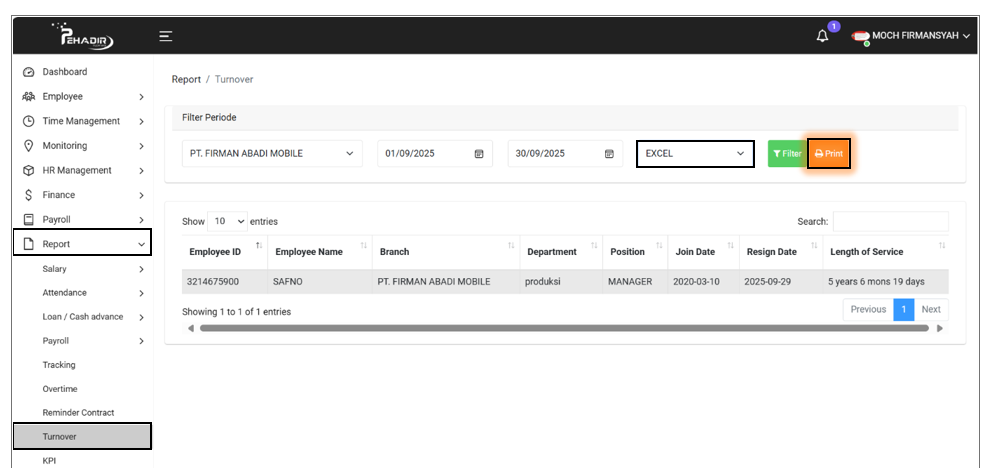 PEHADIR
1
MOCH FIRMANSYAH
Dashboard
Employee
Time Management
Monitoring
HR Management
Finance
Payroll
Report
Salary
Attendance
Loan / Cash advance
Payroll
Tracking
Overtime
Reminder Contract
Turnover
KPI
Report / Turnover
Filter Periode
PT. FIRMAN ABADI MOBILE 01/09/2025 30/09/2025 EXCEL Filter Print
Show 10 entries Search:
Employee ID Employee Name Branch Department Position Join Date Resign Date Length of Service
3214675900 SAFNO PT. FIRMAN ABADI MOBILE produksi MANAGER 2020-03-10 2025-09-29 5 years 6 mons 19 days
Showing 1 to 1 of 1 entries Previous 1 Next